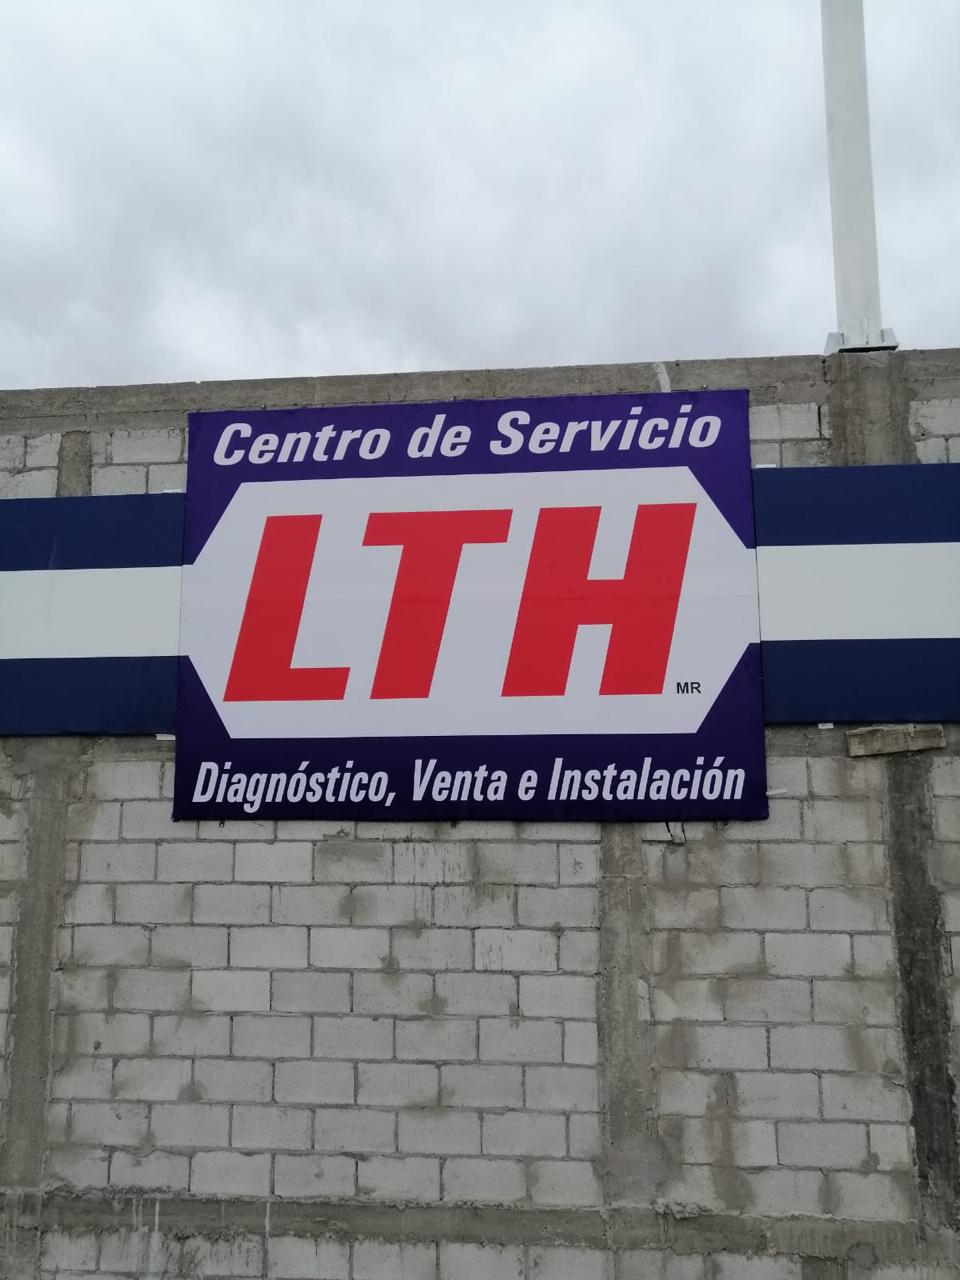 Centro de Servicio
LTH
MR
Diagnóstico, Venta e Instalación